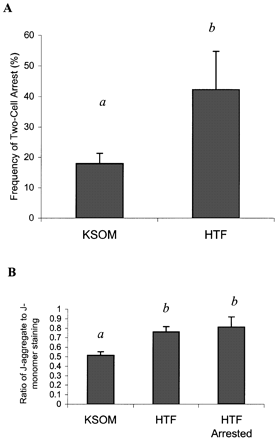 A
Frequency of Two-Cell Arrest (%)
60
50
40
30
20
10
0
a
b
KSOM
HTF
B
Ratio of J-aggregate to J-
monomer staining
1
0.9
0.8
0.7
0.6
0.5
0.4
0.3
0.2
0.1
0
a
b
b
KSOM
HTF
HTF
Arrested